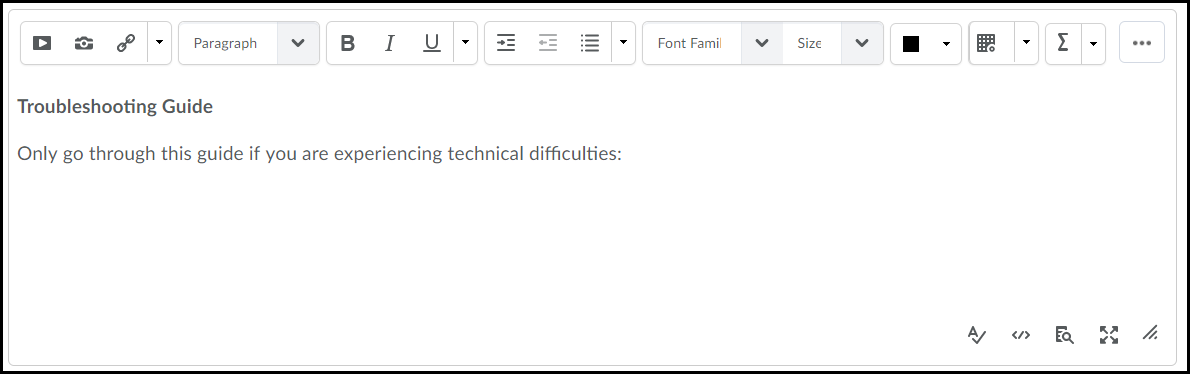 Paragraph B I U Font Famil Size Σ
Troubleshooting Guide
Only go through this guide if you are experiencing technical difficulties: